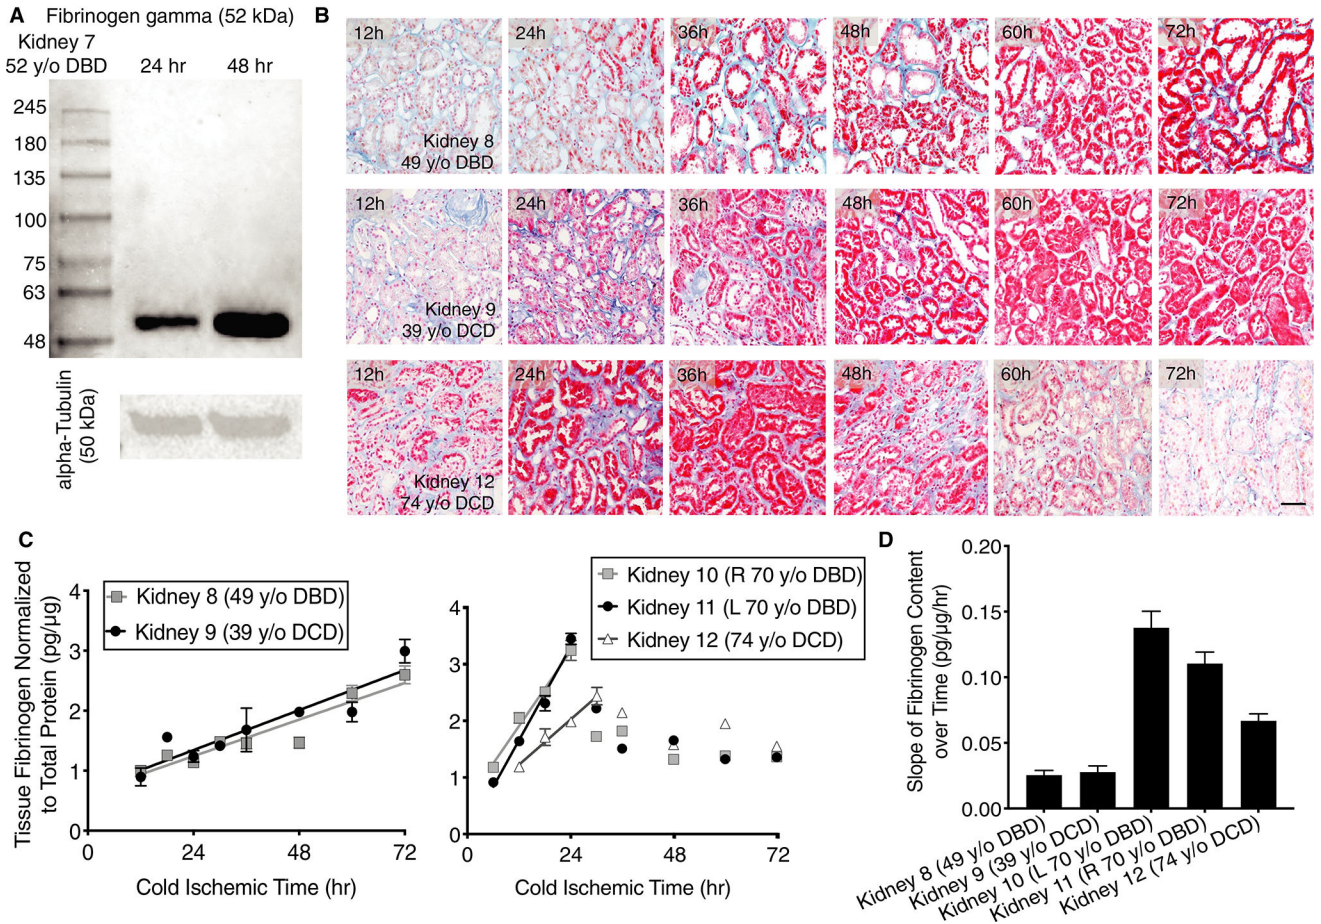 A
Fibrinogen gamma (52 kDa)
Kidney 7
52 y/o DBD
24 hr
48 hr
245
180
135
100
75
63
48
alpha-Tubulin
(50 kDa)
B
12h
24h
36h
48h
60h
72h
Kidney 8
49 y/o DBD
12h
24h
36h
48h
60h
72h
Kidney 9
39 y/o DCD
12h
24h
36h
48h
60h
72h
Kidney 12
74 y/o DCD
C
Tissue Fibrinogen Normalized
to Total Protein (pg/µg)
4
3
2
1
0
0
24
48
72
Cold Ischemic Time (hr)
Kidney 8 (49 y/o DBD)
Kidney 9 (39 y/o DCD)
4
3
2
1
0
0
24
48
72
Cold Ischemic Time (hr)
Kidney 10 (R 70 y/o DBD)
Kidney 11 (L 70 y/o DBD)
Kidney 12 (74 y/o DCD)
D
Slope of Fibrinogen Content
over Time (pg/µg/hr)
0.20
0.15
0.10
0.05
0.00
Kidney 8 (49 y/o DBD)
Kidney 9 (39 y/o DCD)
Kidney 10 (L 70 y/o DBD)
Kidney 11 (R 70 y/o DBD)
Kidney 12 (74 y/o DCD)